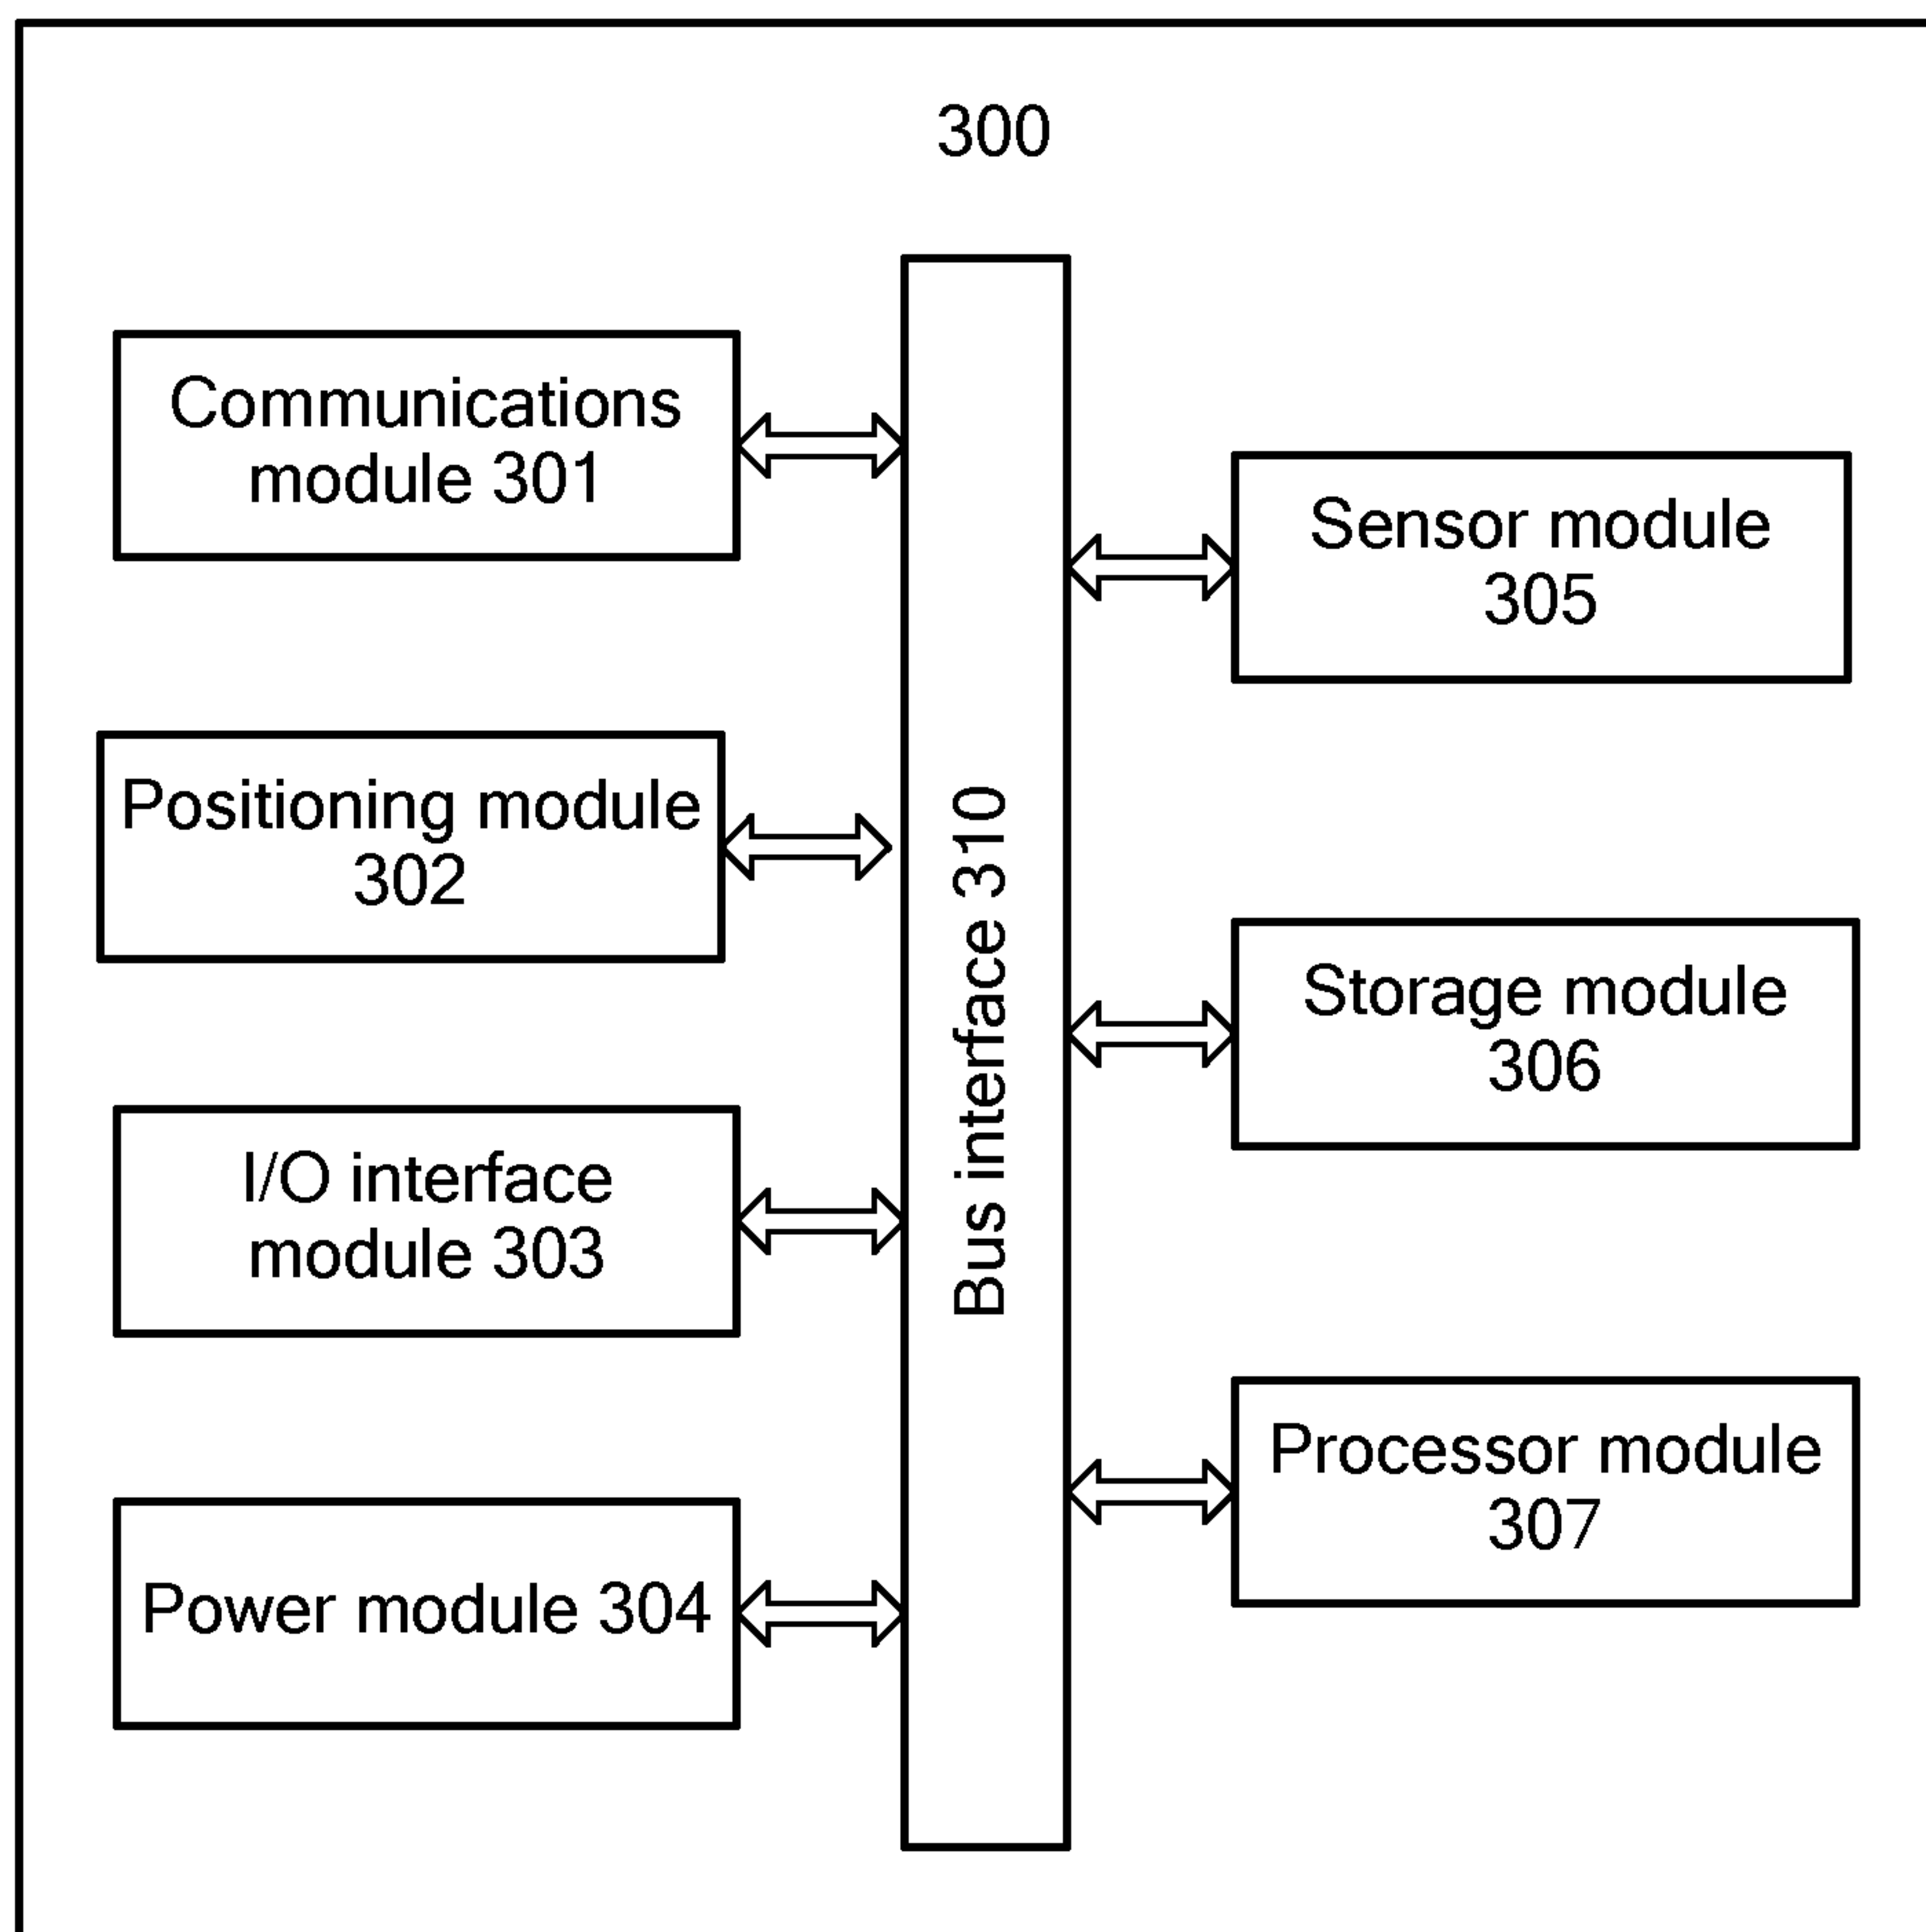 300
Communications
module 301
Positioning module
302
I/O interface
module 303
Power module 304
Bus interface 310
Sensor module
305
Storage module
306
Processor module
307